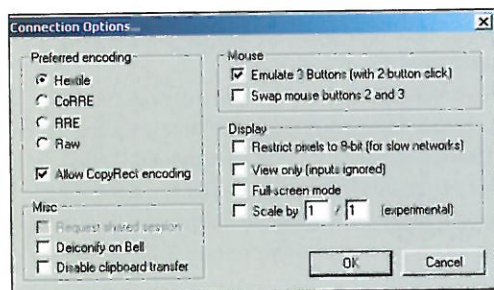 Connection Options...
Preferred encoding
Hextile
CoRRE
RRE
Raw
Allow CopyRect encoding
Misc
Request shared session
Deiconify on Bell
Disable clipboard transfer
Mouse
Emulate 3 Buttons (with 2-button click)
Swap mouse buttons 2 and 3
Display
Restrict pixels to 8-bit (for slow networks)
View only (inputs ignored)
Full-screen mode
Scale by 1 / 1 (experimental)
OK Cancel